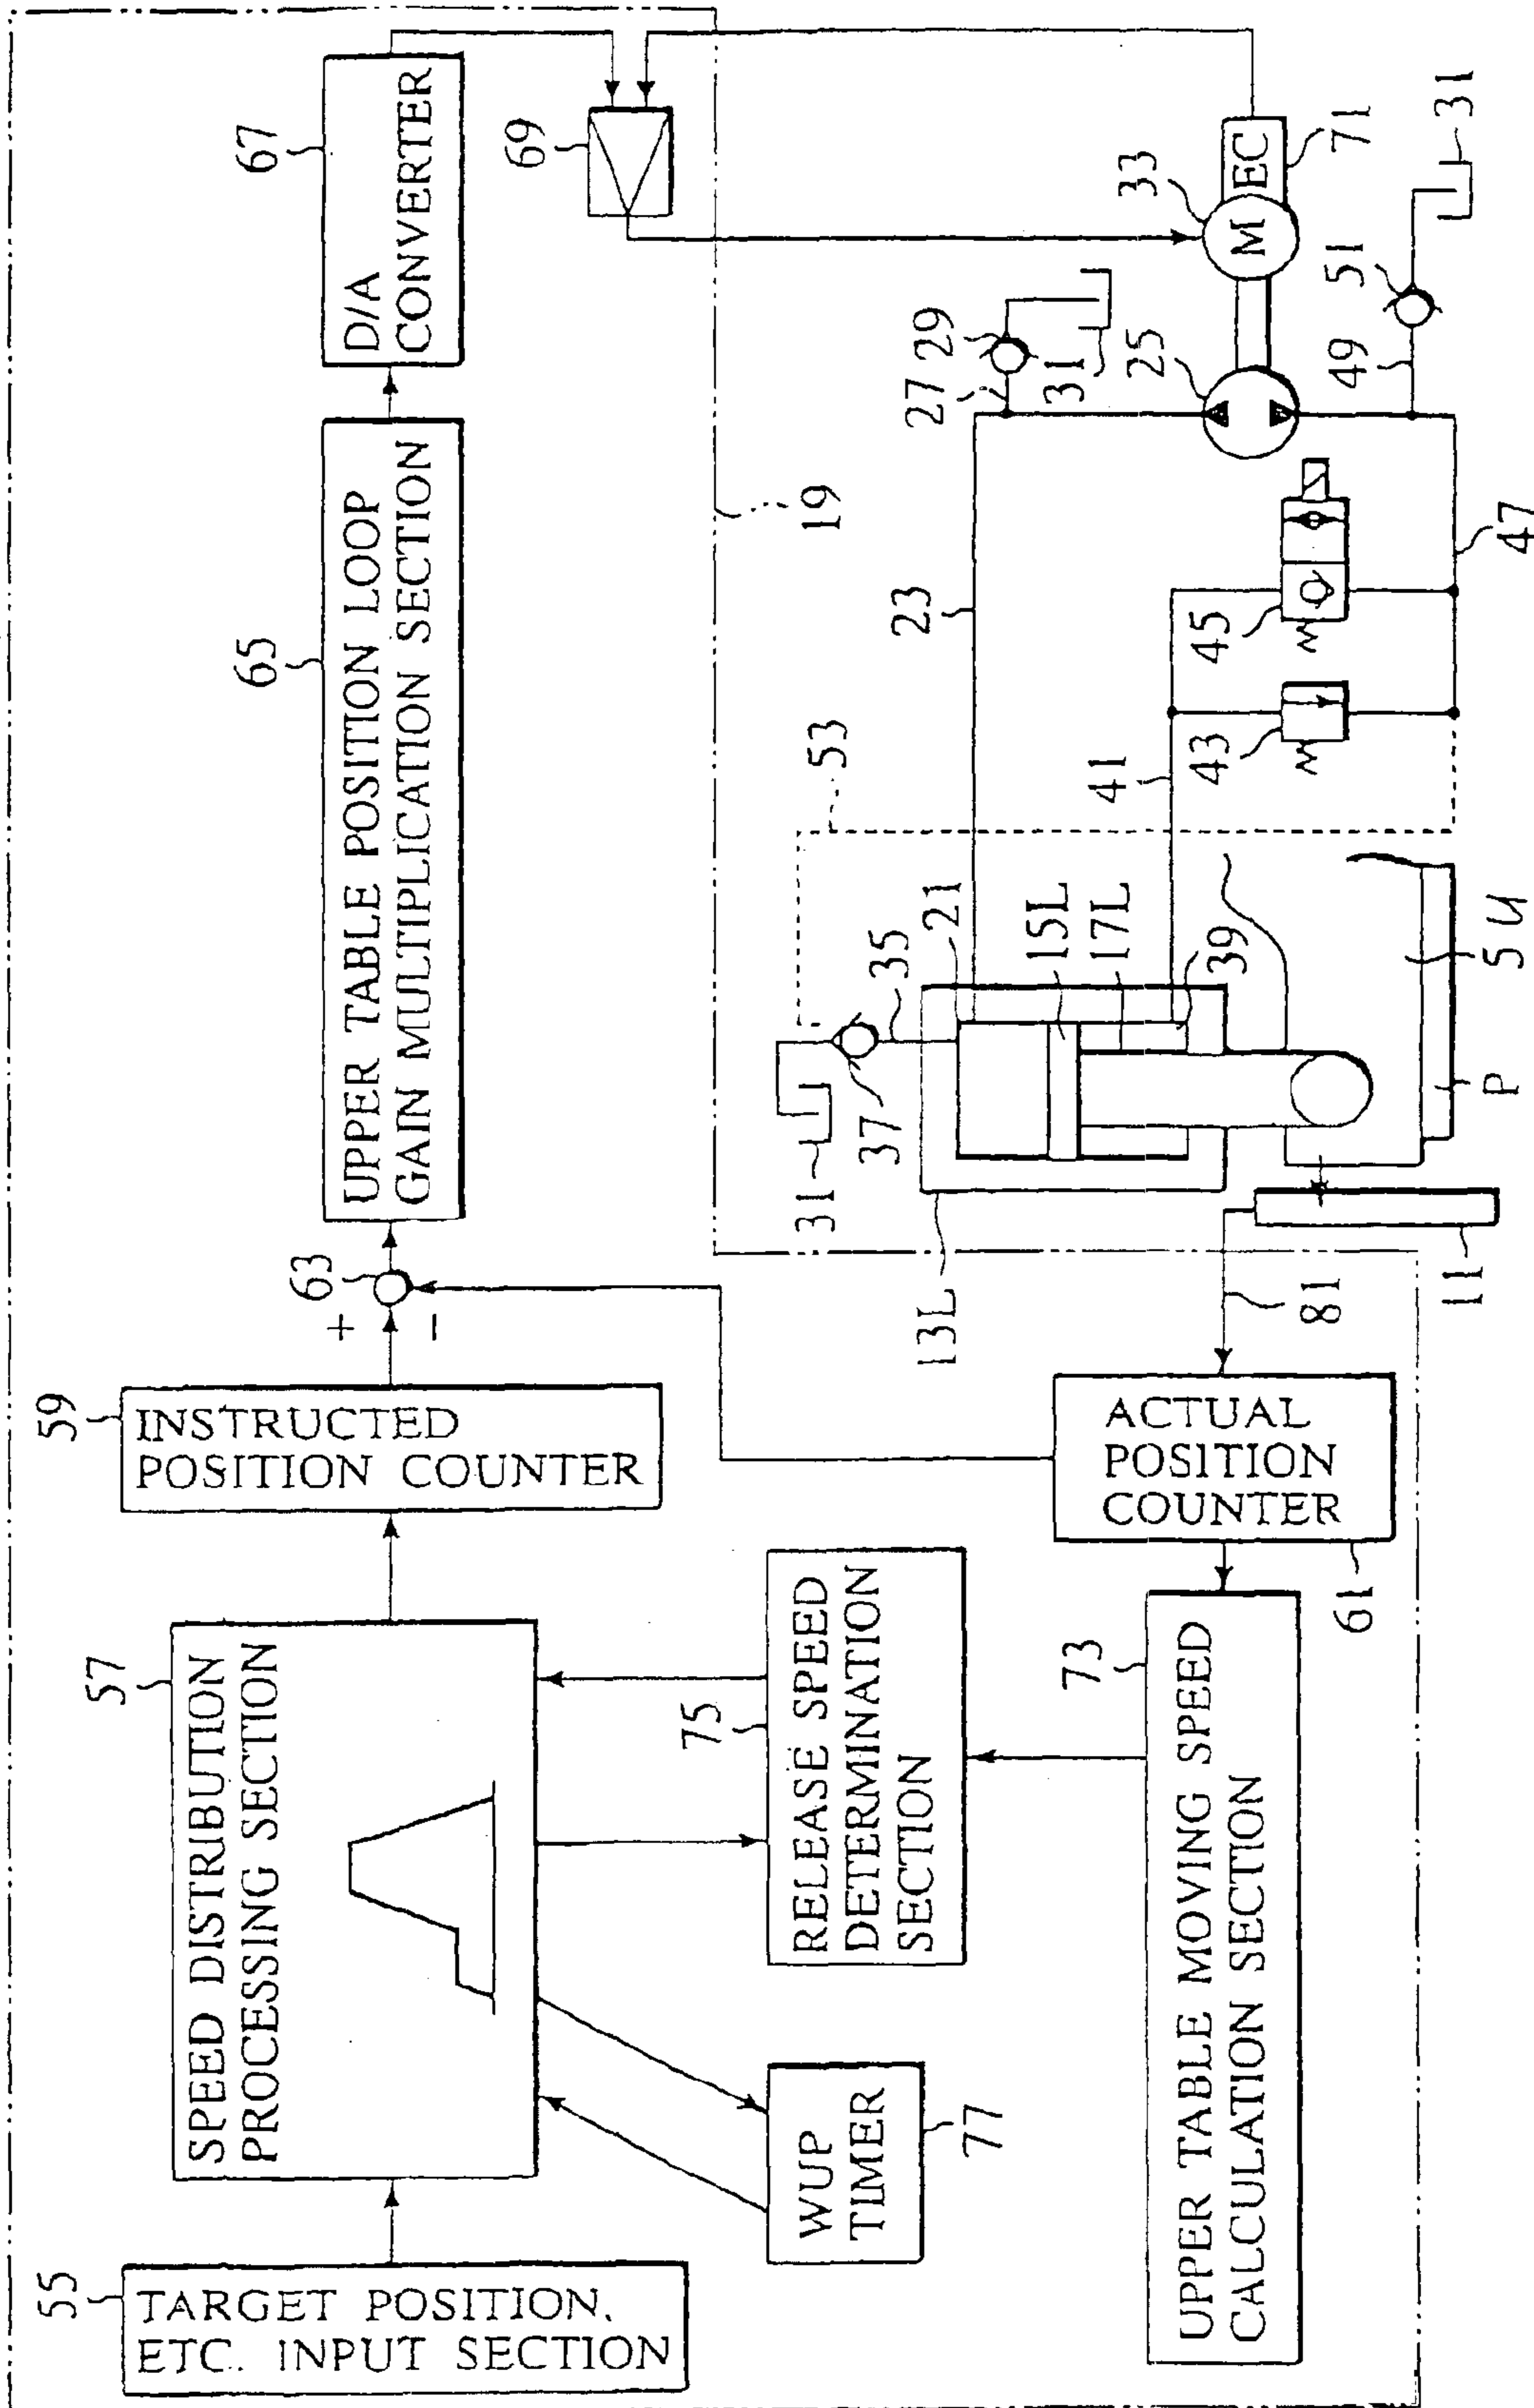 55
TARGET POSITION,
ETC. INPUT SECTION
57
SPEED DISTRIBUTION
PROCESSING SECTION
59
INSTRUCTED
POSITION COUNTER
+
-
63
65
UPPER TABLE POSITION LOOP
GAIN MULTIPLICATION SECTION
67
D/A
CONVERTER
69
WUP
TIMER
77
75
RELEASE SPEED
DETERMINATION
SECTION
73
UPPER TABLE MOVING SPEED
CALCULATION SECTION
ACTUAL
POSITION
COUNTER
61
19
31
37
35
21
13L
15L
17L
39
81
11
P
5U
53
23
41
43
45
47
27
29
31
25
33
M
EC
71
49
51
31